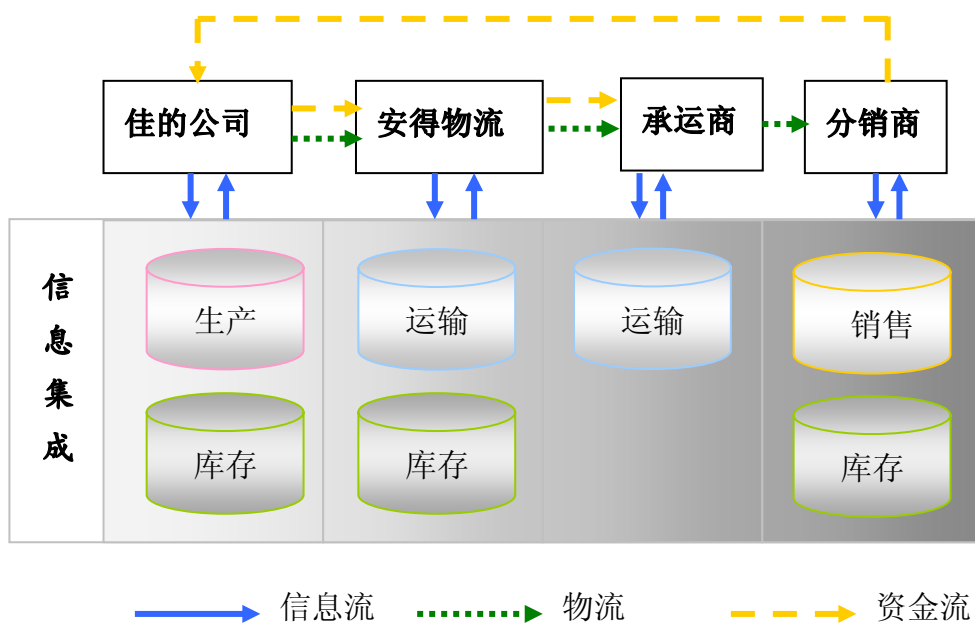 佳的公司
安得物流
承运商
分销商
信息集成
生产
运输
运输
销售
库存
库存
库存
信息流
物流
资金流